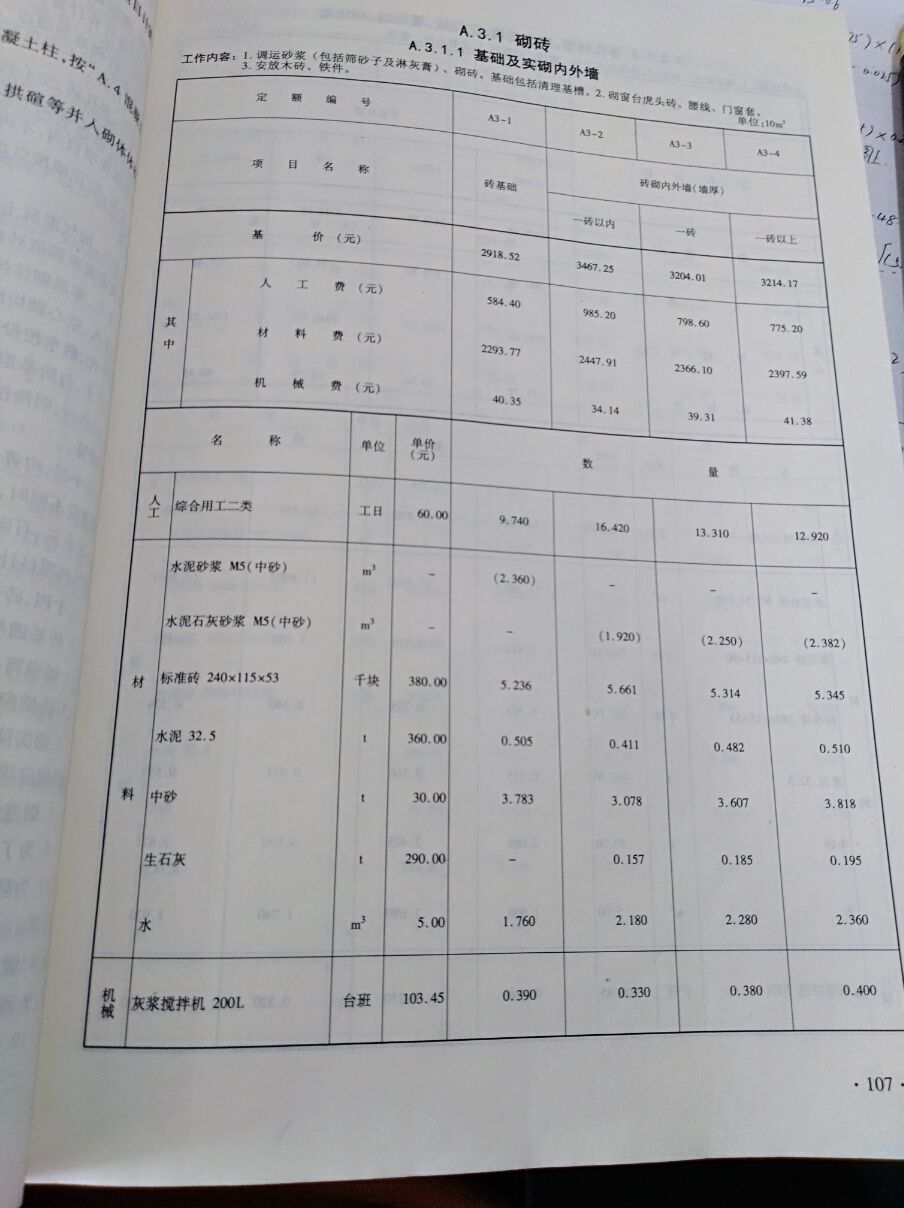 凝土柱,按“A.4 混
拱碹等并入砌体体
A.3.1 砌砖
A.3.1.1 基础及实砌内外墙
工作内容：1.调运砂浆（包括筛砂子及淋灰膏）、砌砖。基础包括清理基槽。2.砌窗台虎头砖、腰线、门窗套。
3.安放木砖、铁件。
单位:10m³
定额编号 A3-1 A3-2 A3-3 A3-4
项目名称 砖基础 砖砌内外墙(墙厚)
一砖以内 一砖 一砖以上
基价(元) 2918.52 3467.25 3204.01 3214.17
其中
人工费(元) 584.40 985.20 798.60 775.20
材料费(元) 2293.77 2447.91 2366.10 2397.59
机械费(元) 40.35 34.14 39.31 41.38
名称 单位 单价(元) 数量
人工 综合用工二类 工日 60.00 9.740 16.420 13.310 12.920
材料
水泥砂浆 M5(中砂) m³ - (2.360) - - -
水泥石灰砂浆 M5(中砂) m³ - - (1.920) (2.250) (2.382)
标准砖 240×115×53 千块 380.00 5.236 5.661 5.314 5.345
水泥 32.5 t 360.00 0.505 0.411 0.482 0.510
中砂 t 30.00 3.783 3.078 3.607 3.818
生石灰 t 290.00 - 0.157 0.185 0.195
水 m³ 5.00 1.760 2.180 2.280 2.360
机械 灰浆搅拌机 200L 台班 103.45 0.390 0.330 0.380 0.400
·107·